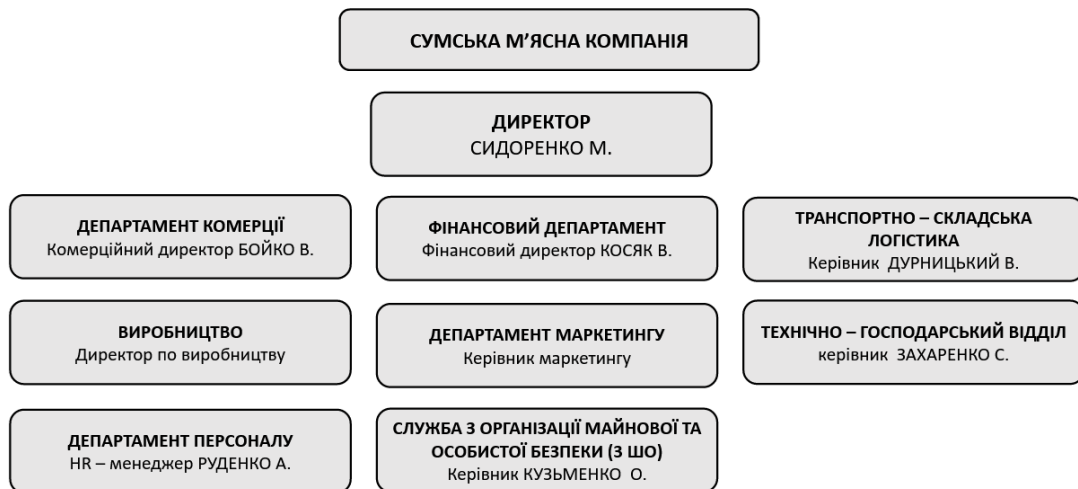 СУМСЬКА М’ЯСНА КОМПАНІЯ
ДИРЕКТОР
СИДОРЕНКО М.
ДЕПАРТАМЕНТ КОМЕРЦІЇ
Комерційний директор БОЙКО В.
ФІНАНСОВИЙ ДЕПАРТАМЕНТ
Фінансовий директор КОСЯК В.
ТРАНСПОРТНО – СКЛАДСЬКА
ЛОГІСТИКА
Керівник ДУРНИЦЬКИЙ В.
ВИРОБНИЦТВО
Директор по виробництву
ДЕПАРТАМЕНТ МАРКЕТИНГУ
Керівник маркетингу
ТЕХНІЧНО – ГОСПОДАРСЬКИЙ ВІДДІЛ
керівник ЗАХАРЕНКО С.
ДЕПАРТАМЕНТ ПЕРСОНАЛУ
HR – менеджер РУДЕНКО А.
СЛУЖБА З ОРГАНІЗАЦІЇ МАЙНОВОЇ ТА
ОСОБИСТОЇ БЕЗПЕКИ (З ШО)
Керівник КУЗЬМЕНКО О.